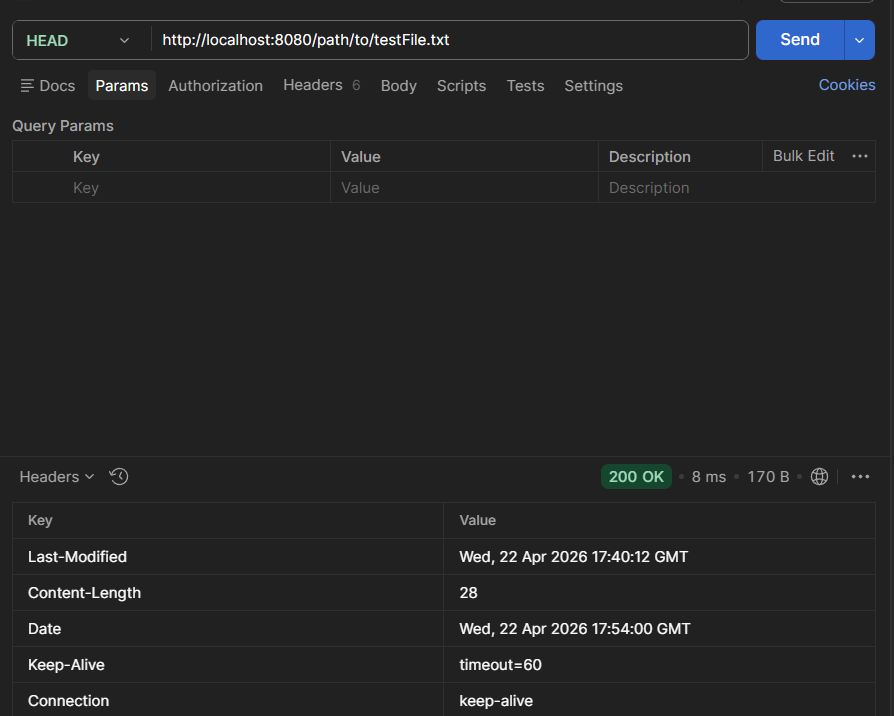 HEAD http://localhost:8080/path/to/testFile.txt Send
Docs Params Authorization Headers 6 Body Scripts Tests Settings Cookies
Query Params
Key Value Description Bulk Edit
Key Value Description
Headers 200 OK 8 ms 170 B
Key Value
Last-Modified Wed, 22 Apr 2026 17:40:12 GMT
Content-Length 28
Date Wed, 22 Apr 2026 17:54:00 GMT
Keep-Alive timeout=60
Connection keep-alive